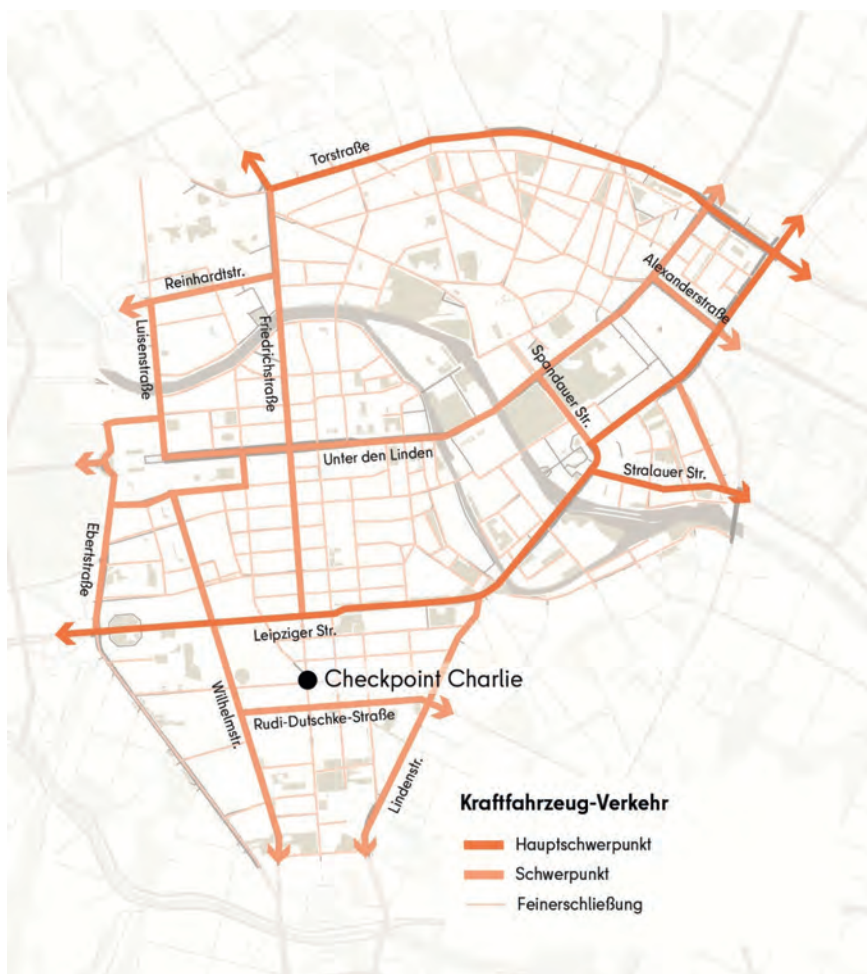 Torstraße
Reinhardtstr.
Alexanderstraße
Luisenstraße
Friedrichstraße
Spandauer Str.
Unter den Linden
Stralauer Str.
Ebertstraße
Leipziger Str.
Checkpoint Charlie
Wilhelmstr.
Rudi-Dutschke-Straße
Lindenstr.
Kraftfahrzeug-Verkehr
Hauptschwerpunkt
Schwerpunkt
Feinerschließung